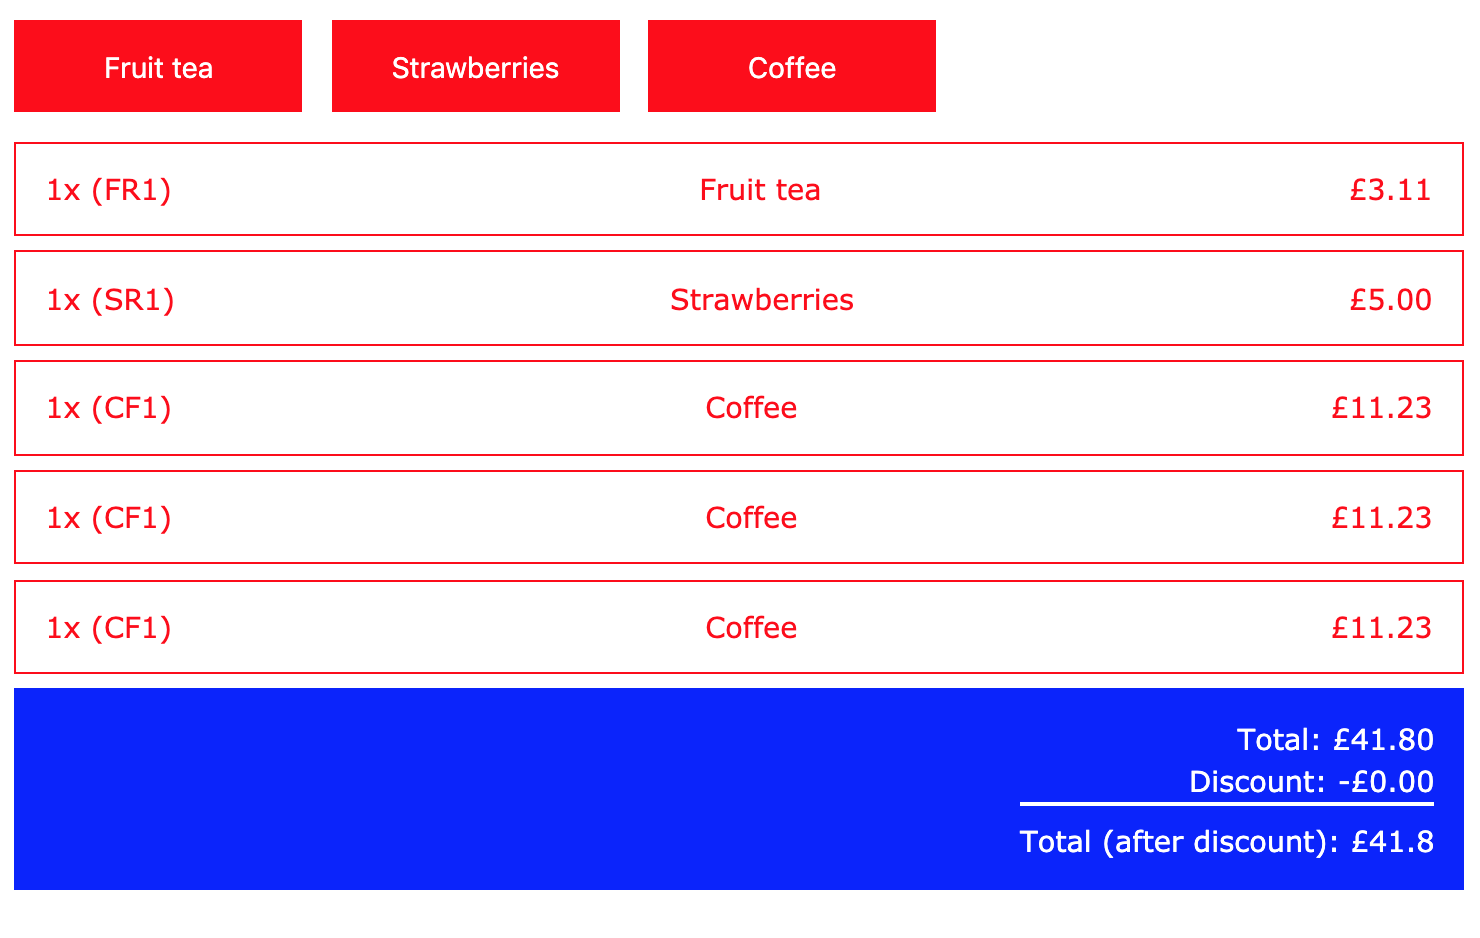 Fruit tea Strawberries Coffee
1x (FR1) Fruit tea £3.11
1x (SR1) Strawberries £5.00
1x (CF1) Coffee £11.23
1x (CF1) Coffee £11.23
1x (CF1) Coffee £11.23
Total: £41.80
Discount: -£0.00
Total (after discount): £41.8